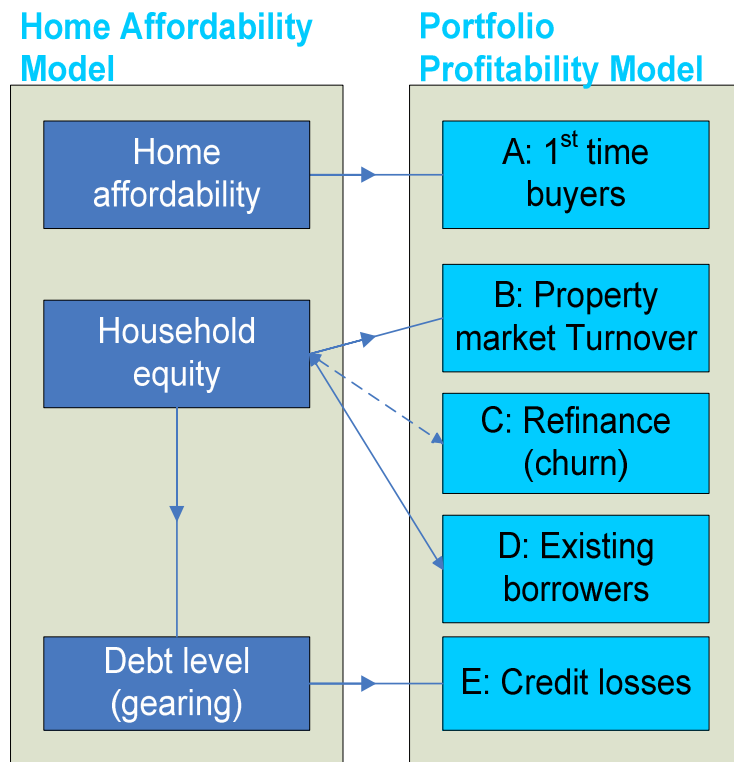 Home Affordability
Model
Portfolio
Profitability Model
Home
affordability
A: 1st time
buyers
Household
equity
B: Property
market Turnover
C: Refinance
(churn)
D: Existing
borrowers
Debt level
(gearing)
E: Credit losses